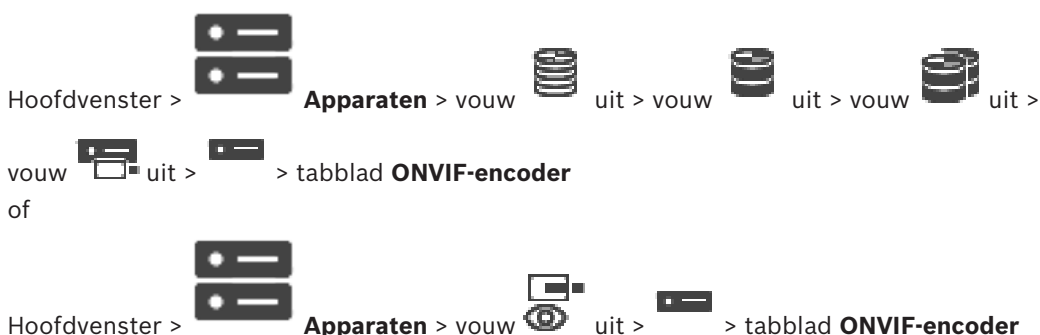 Hoofdvenster > Apparaten > vouw uit > vouw uit > vouw uit >
vouw uit > > tabblad ONVIF-encoder
of
Hoofdvenster > Apparaten > vouw uit > > tabblad ONVIF-encoder